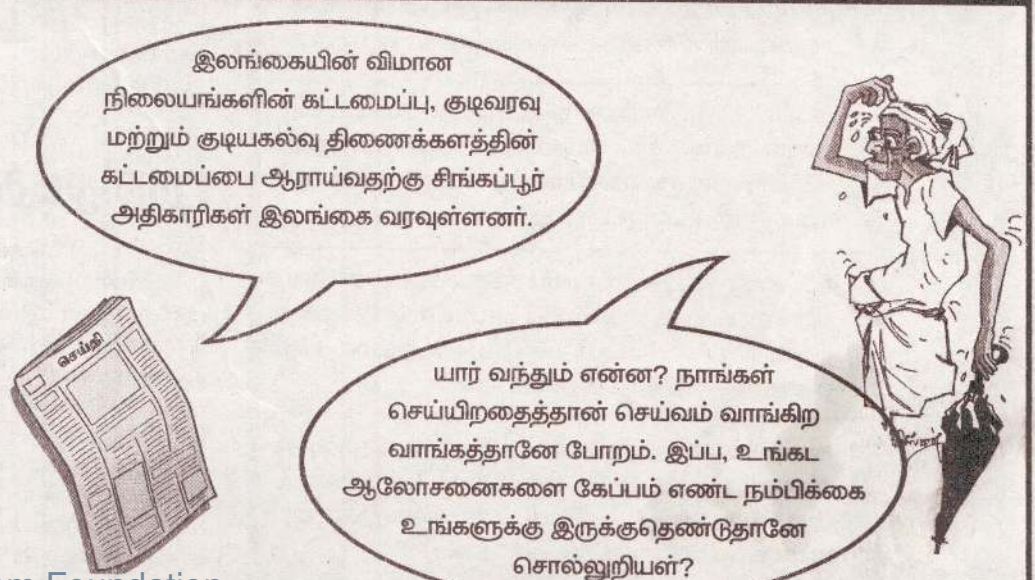 இலங்கையின் விமான
நிலையங்களின் கட்டமைப்பு, குடிவரவு
மற்றும் குடியகல்வு திணைக்களத்தின்
கட்டமைப்பை ஆராய்வதற்கு சிங்கப்பூர்
அதிகாரிகள் இலங்கை வரவுள்ளனர்.
செய்தி
யார் வந்தும் என்ன? நாங்கள்
செய்யிறதைத்தான் செய்வம் வாங்கிற
வாங்கத்தானே போறம். இப்ப, உங்கட
ஆலோசனைகளை கேப்பம் எண்ட நம்பிக்கை
உங்களுக்கு இருக்குதெண்டுதானே
சொல்லுறியள்?
m Foundation